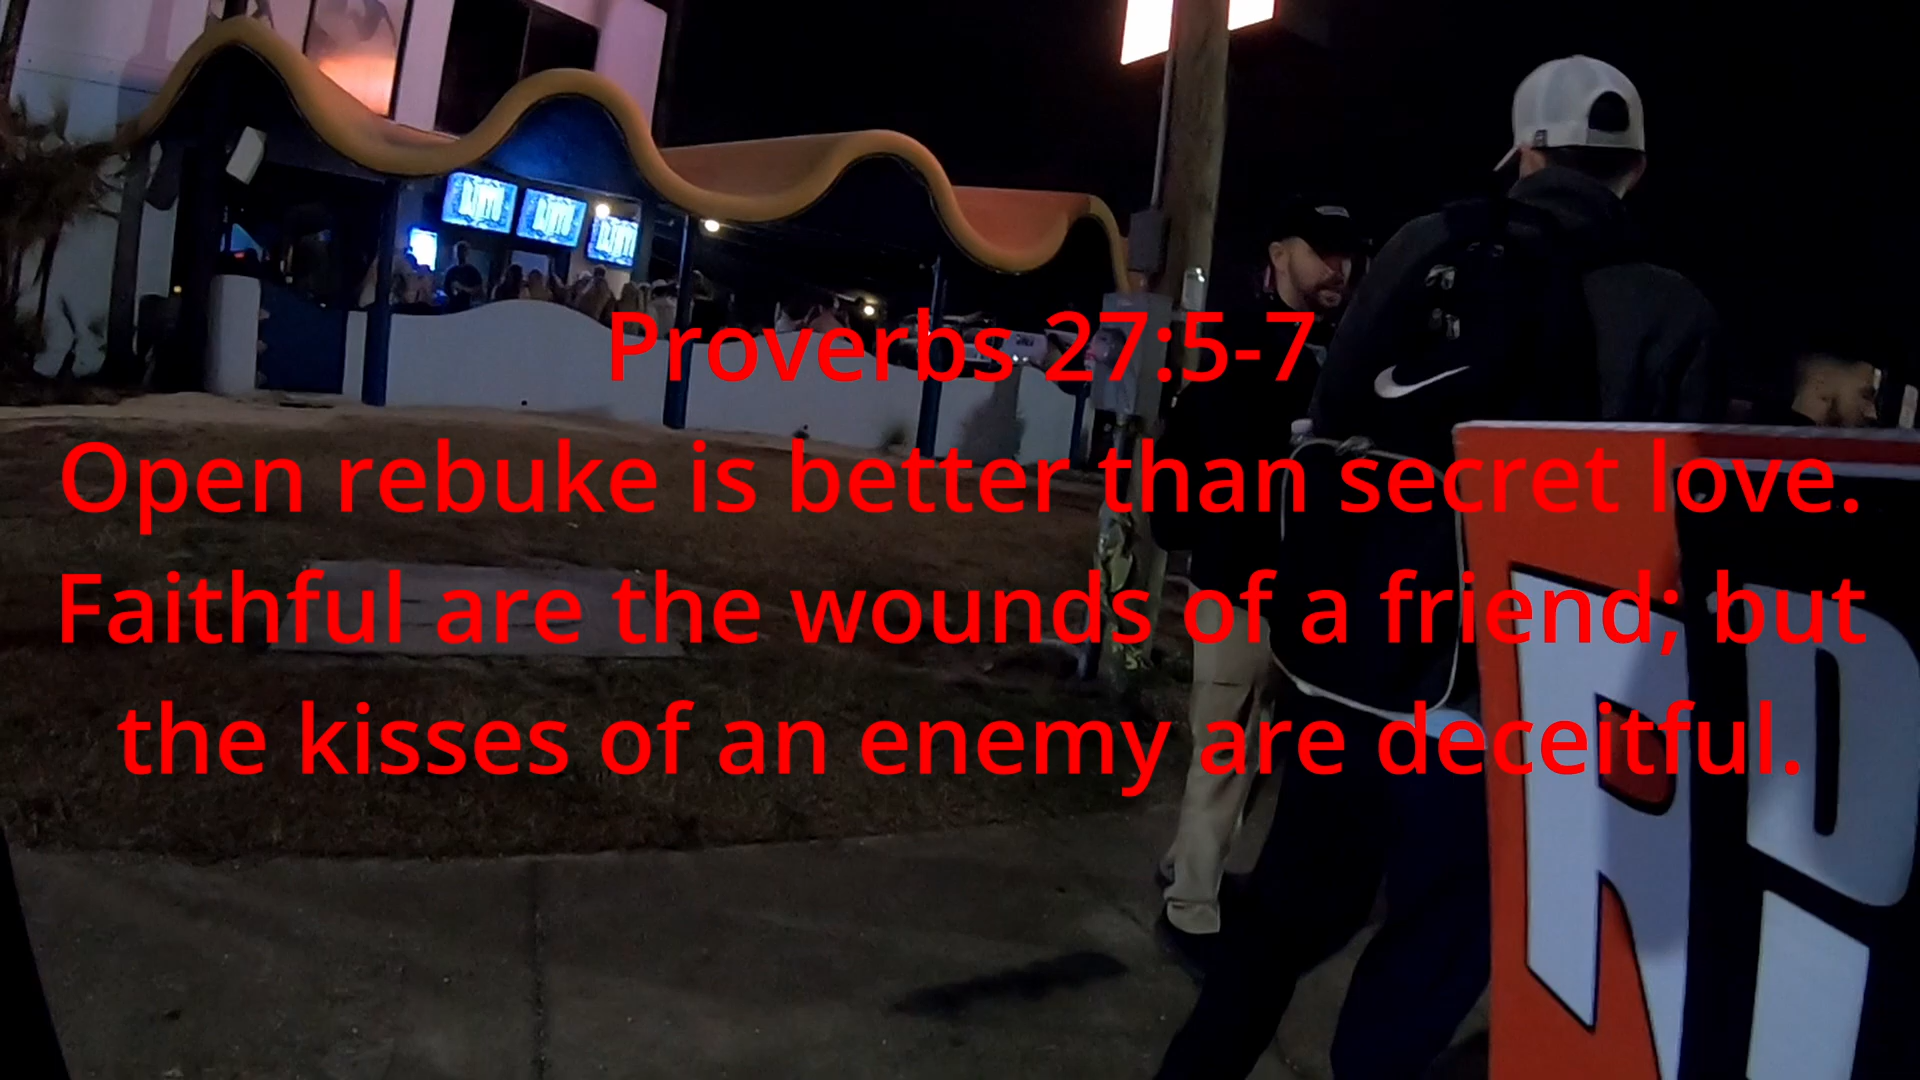 Proverbs 27:5-7
Open rebuke is better than secret love.
Faithful are the wounds of a friend; but
the kisses of an enemy are deceitful.